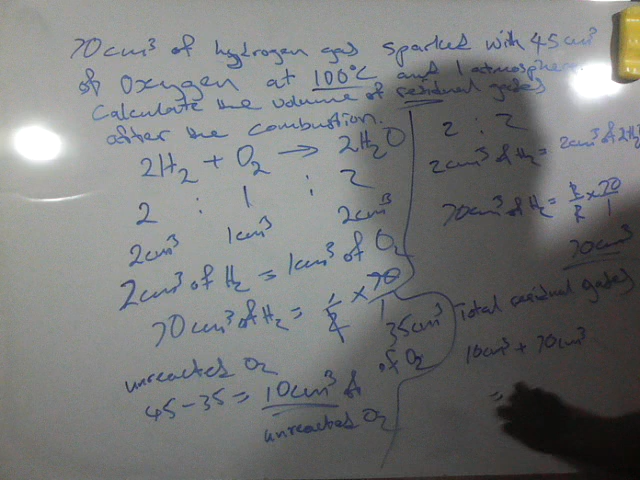 70cm³ of hydrogen gas sparked with 45cm³
of Oxygen at 100°C and 1 atmosphere.
Calculate the volume of residual gases
after the combustion.
2H₂ + O₂ → 2H₂O
2 : 1 : 2
2cm³ 1cm³ 2cm³
2cm³ of H₂ = 1cm³ of O₂
70cm³ of H₂ = 1/2 × 70/1
35cm³
of O₂
unreacted O₂
45-35 = 10cm³ of
unreacted O₂
2 : 2
2cm³ of H₂ = 2cm³ of 2H₂
70cm³ of H₂ = 2/2 × 70/1
70cm³
Total residual gases
10cm³ + 70cm³
=